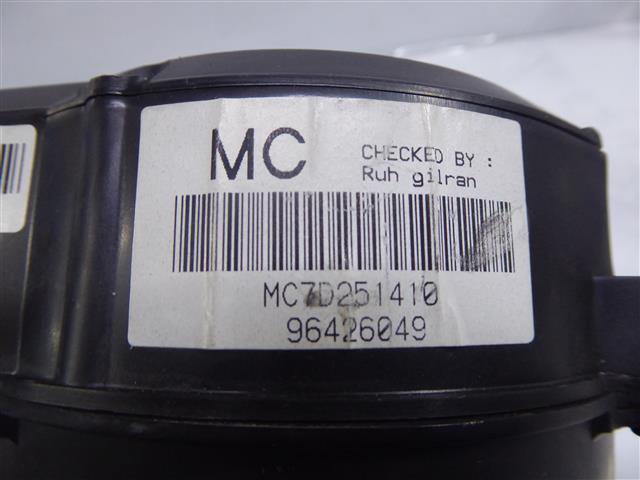 MC
CHECKED BY :
Ruh gilran
MC7D251410
96426049